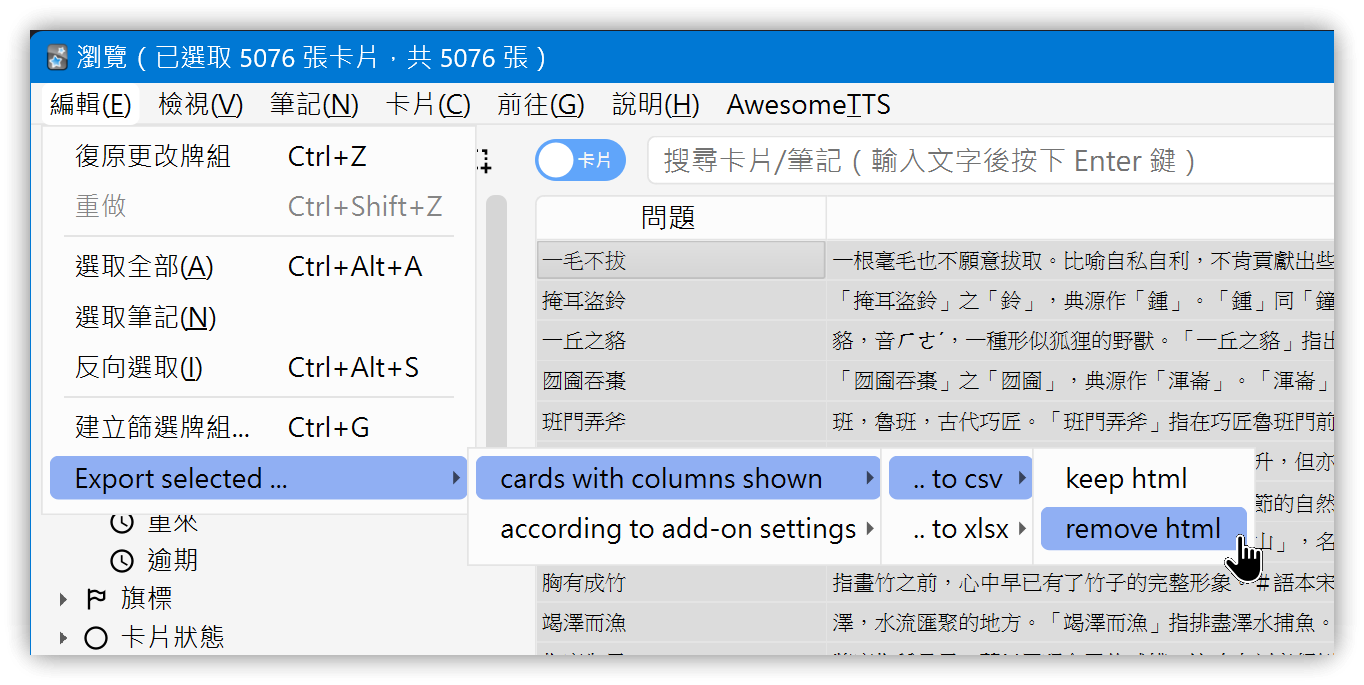 瀏覽（已選取 5076 張卡片，共 5076 張）
編輯(E) 檢視(V) 筆記(N) 卡片(C) 前往(G) 說明(H) AwesomeTTS
復原更改牌組 Ctrl+Z
重做 Ctrl+Shift+Z
選取全部(A) Ctrl+Alt+A
選取筆記(N)
反向選取(I) Ctrl+Alt+S
建立篩選牌組... Ctrl+G
Export selected ...
cards with columns shown
according to add-on settings
.. to csv
.. to xlsx
keep html
remove html
重來
逾期
旗標
卡片狀態
卡片
搜尋卡片/筆記（輸入文字後按下 Enter 鍵）
問題
一毛不拔 一根毫毛也不願意拔取。比喻自私自利，不肯貢獻出些
掩耳盜鈴 「掩耳盜鈴」之「鈴」，典源作「鍾」。「鍾」同「鐘
一丘之貉 貉，音ㄏㄜˊ，一種形似狐狸的野獸。「一丘之貉」指出
囫圇吞棗 「囫圇吞棗」之「囫圇」，典源作「渾崙」。「渾崙」
班門弄斧 班，魯班，古代巧匠。「班門弄斧」指在巧匠魯班門前
升，但亦
節的自然
山」，名
胸有成竹 指畫竹之前，心中早已有了竹子的完整形象。#語本宋
竭澤而漁 澤，水流匯聚的地方。「竭澤而漁」指排盡澤水捕魚。